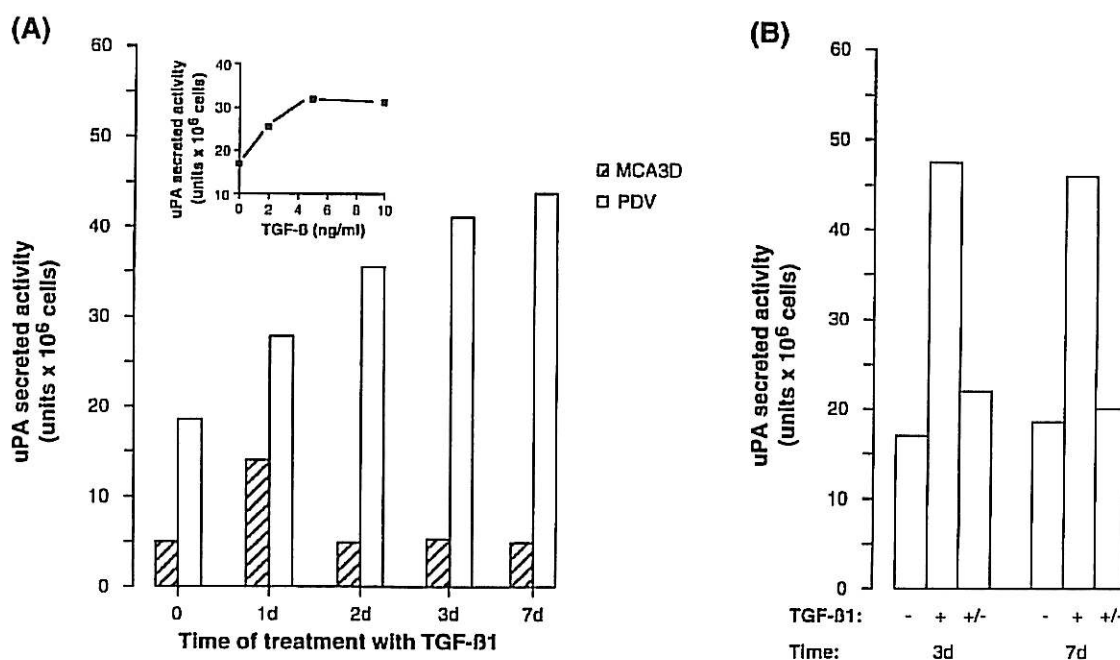 (A)
60
50
40
30
20
10
0
uPA secreted activity
(units x 10⁶ cells)
40
30
20
10
uPA secreted activity
(units x 10⁶ cells)
0 2 4 6 8 10
TGF-ß (ng/ml)
MCA3D
PDV
0 1d 2d 3d 7d
Time of treatment with TGF-ß1
(B)
60
50
40
30
20
10
0
uPA secreted activity
(units x 10⁶ cells)
TGF-ß1: - + +/- - + +/-
Time: 3d 7d